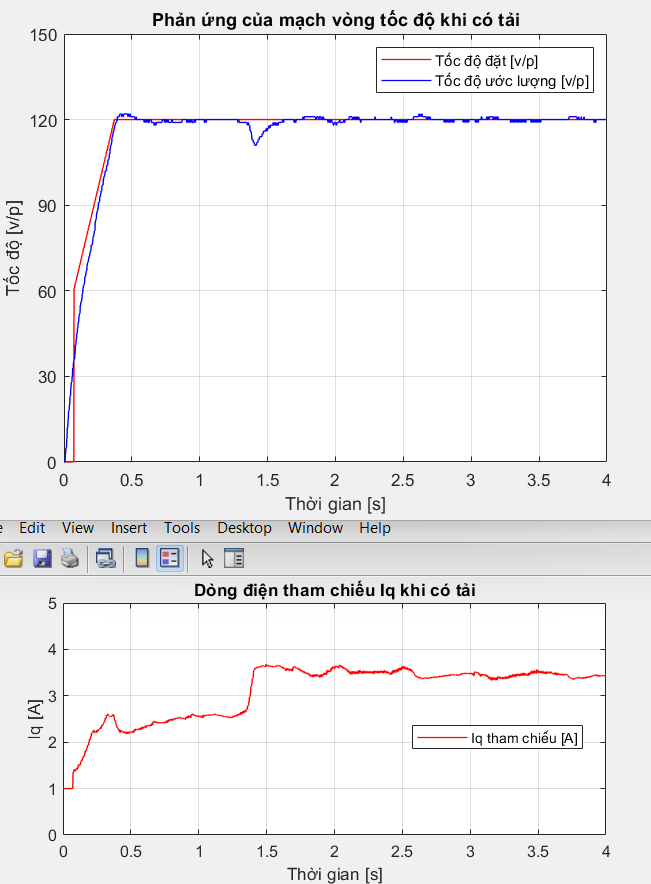 Phản ứng của mạch vòng tốc độ khi có tải
150
120
90
60
30
0
Tốc độ [v/p]
Tốc độ đặt [v/p]
Tốc độ ước lượng [v/p]
0 0.5 1 1.5 2 2.5 3 3.5 4
Thời gian [s]
Edit View Insert Tools Desktop Window Help
Dòng điện tham chiếu Iq khi có tải
5
4
3
2
1
0
Iq [A]
Iq tham chiếu [A]
0 0.5 1 1.5 2 2.5 3 3.5 4
Thời gian [s]